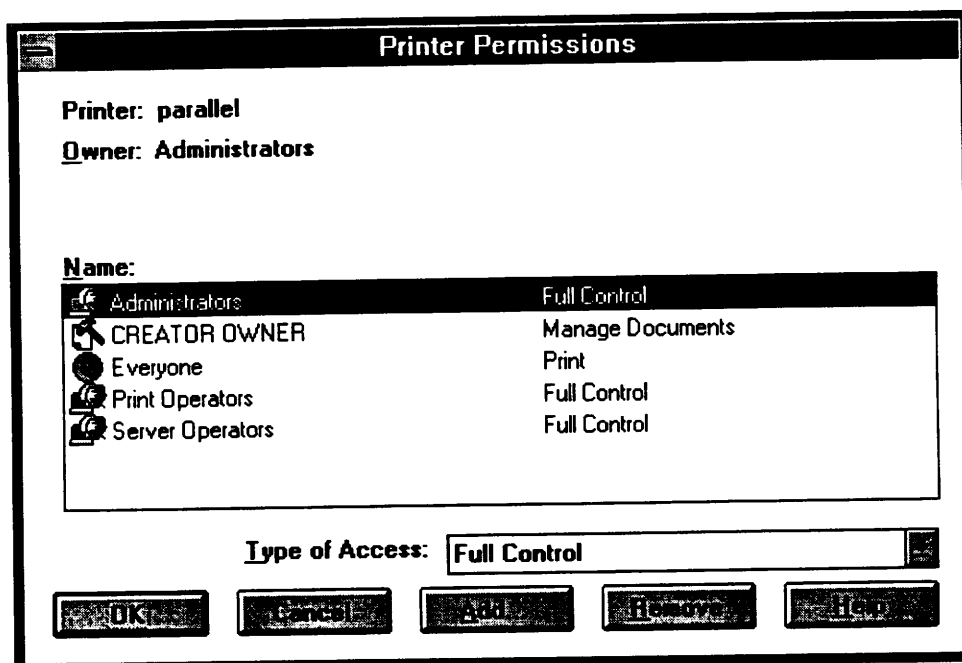 Printer Permissions
Printer: parallel
Owner: Administrators
Name:
Administrators Full Control
CREATOR OWNER Manage Documents
Everyone Print
Print Operators Full Control
Server Operators Full Control
Type of Access: Full Control
OK Cancel Add Remove Help